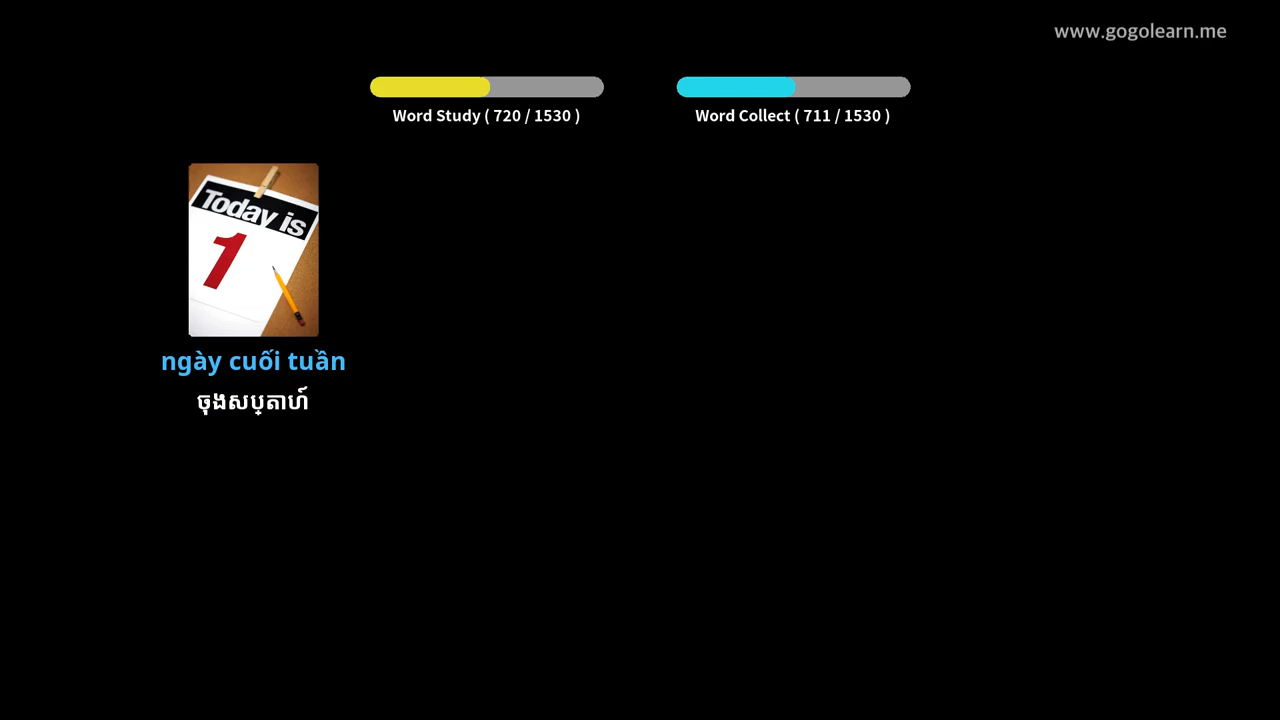 www.gogolearn.me
Word Study ( 720 / 1530 )
Word Collect ( 711 / 1530 )
Today is
1
ngày cuối tuần
ចុងសប្តាហ៍